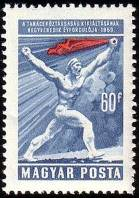 A TANÁCSKÖZTÁRSASÁG KIKIÁLTÁSÁNAK
NEGYVENEDIK ÉVFORDULÓJA · 1959
60f
MAGYAR POSTA